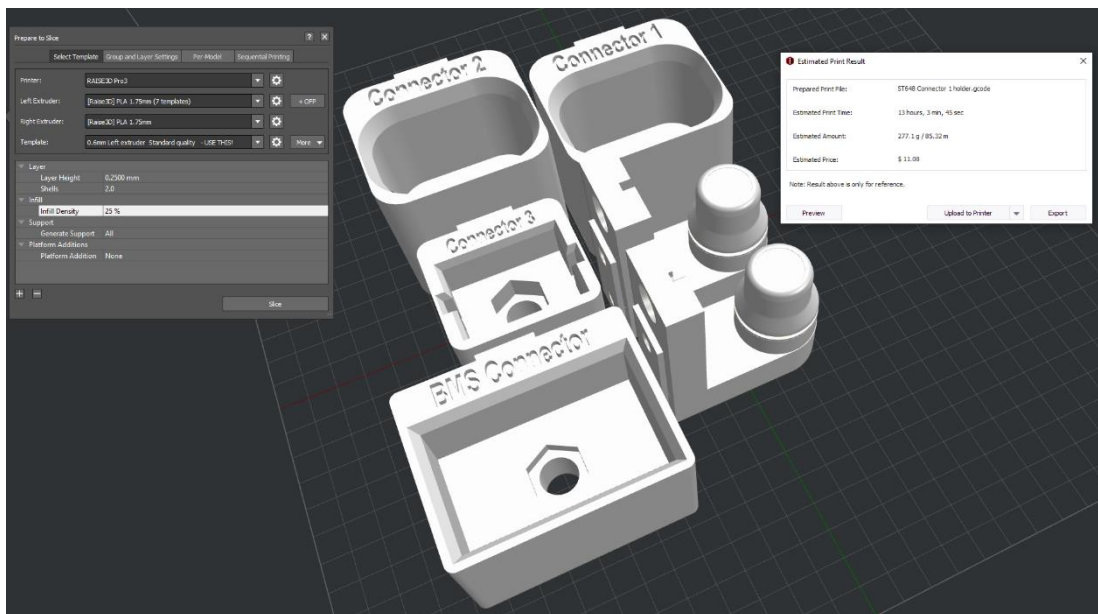 Prepare to Slice
? X
Select Template Group and Layer Settings Per-Model Sequential Printing
Printer: RAISE3D Pro3
Left Extruder: [Raise3D] PLA 1.75mm (7 templates) + OFP
Right Extruder: [Raise3D] PLA 1.75mm
Template: 0.6mm Left extruder Standard quality - USE THIS! More
Layer
Layer Height 0.2500 mm
Shells 2.0
Infill
Infill Density 25 %
Support
Generate Support All
Platform Additions
Platform Addition None
Slice
Connector 2
Connector 1
Connector 3
BMS Connector
Estimated Print Result
Prepared Print File: ST648 Connector 1 holder.gcode
Estimated Print Time: 13 hours, 3 min, 45 sec
Estimated Amount: 277.1 g / 85.32 m
Estimated Price: $ 11.08
Note: Result above is only for reference.
Preview Upload to Printer Export